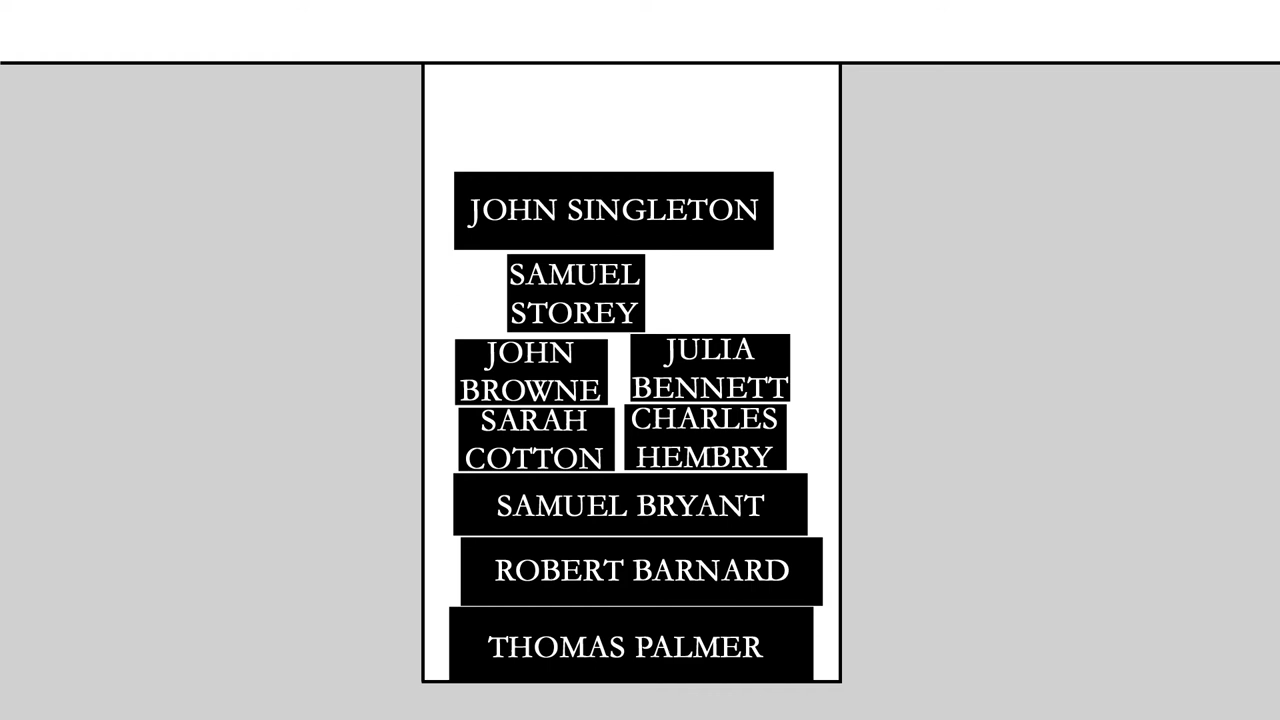 JOHN SINGLETON
SAMUEL
STOREY
JOHN
BROWNE
JULIA
BENNETT
SARAH
COTTON
CHARLES
HEMBRY
SAMUEL BRYANT
ROBERT BARNARD
THOMAS PALMER